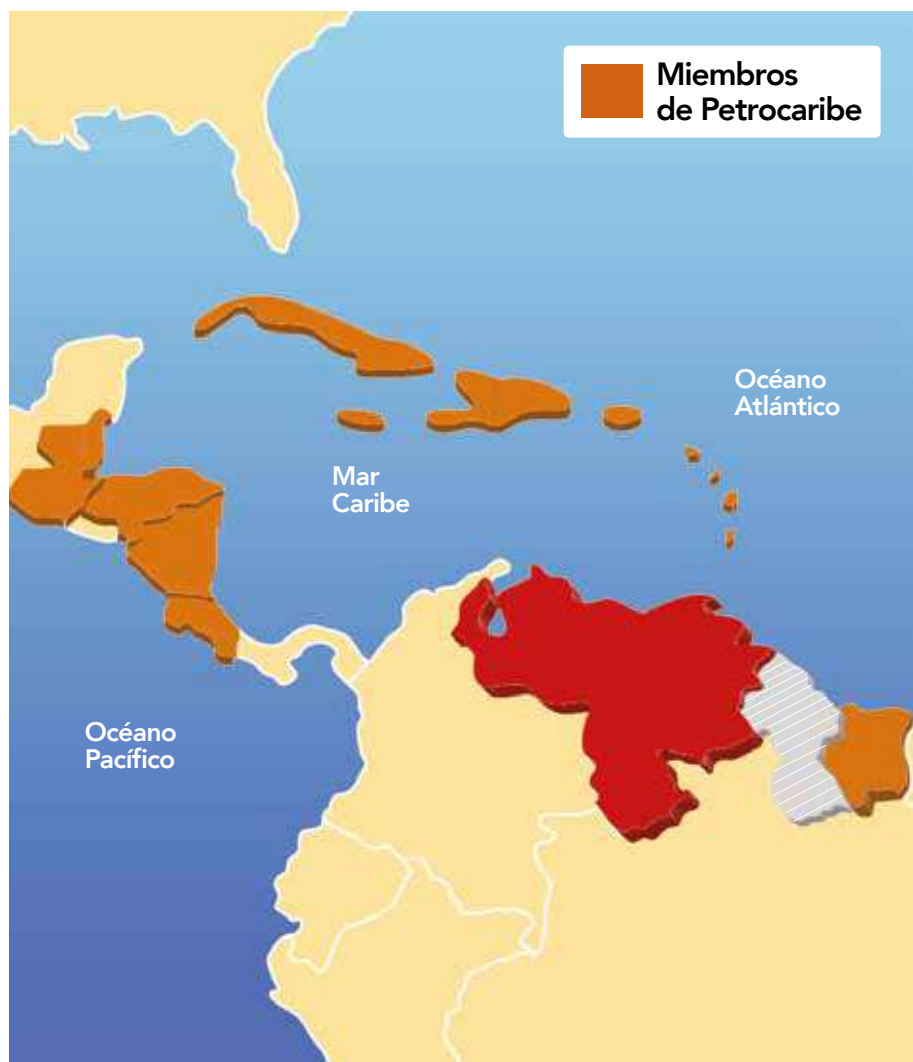 Miembros
de Petrocaribe
Océano
Atlántico
Mar
Caribe
Océano
Pacífico